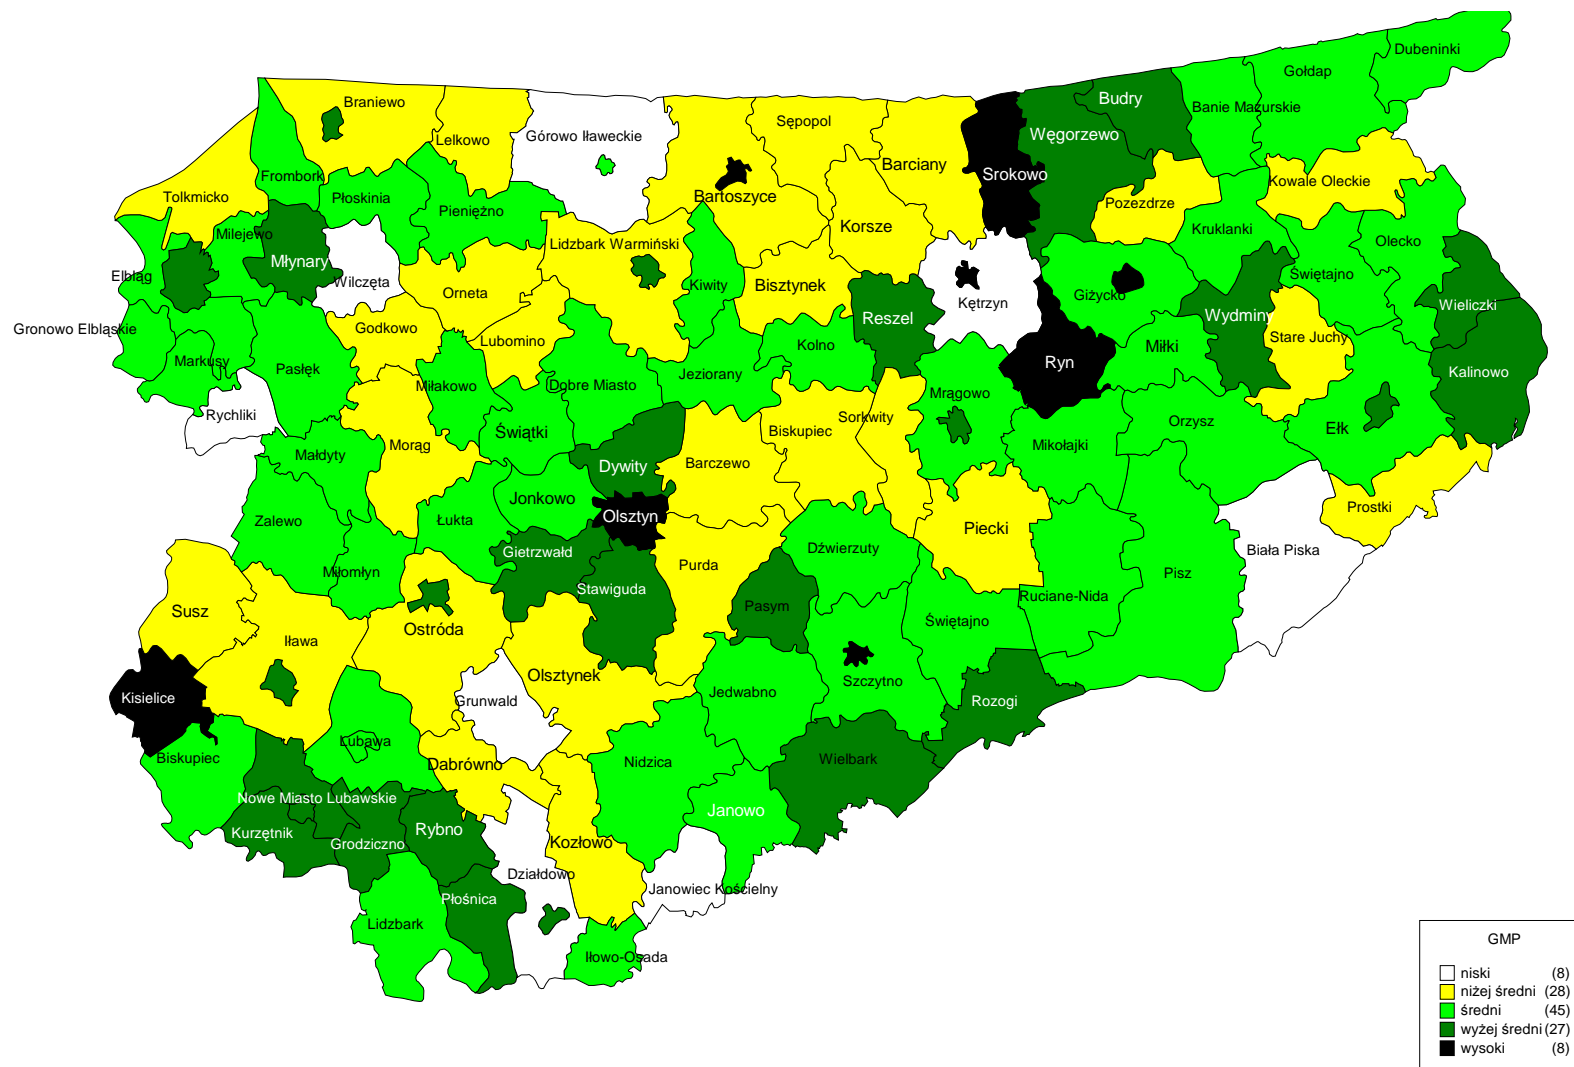 Dubeninki
Gołdap
Budry
Braniewo
Banie Mazurskie
Sępopol
Węgorzewo
Górowo Iławeckie
Lelkowo
Barciany
Srokowo
Frombork
Kowale Oleckie
Tolkmicko
Płoskinia
Bartoszyce
Pozezdrze
Pieniężno
Korsze
Kruklanki
Milejewo
Olecko
Lidzbark Warmiński
Młynary
Elbląg
Świętajno
Wilczęta
Kiwity
Bisztynek
Orneta
Giżycko
Kętrzyn
Wieliczki
Wydminy
Reszel
Gronowo Elbląskie
Godkowo
Stare Juchy
Lubomino
Kolno
Miłki
Markusy
Ryn
Pasłęk
Jeziorany
Kalinowo
Miłakowo
Dobre Miasto
Mrągowo
Rychliki
Sorkwity
Orzysz
Ełk
Świątki
Biskupiec
Morąg
Mikołajki
Małdyty
Barczewo
Dywity
Jonkowo
Prostki
Olsztyn
Zalewo
Łukta
Piecki
Gietrzwałd
Dźwierzuty
Biała Piska
Purda
Miłomłyn
Pisz
Stawiguda
Ruciane-Nida
Pasym
Susz
Świętajno
Ostróda
Iława
Olsztynek
Szczytno
Jedwabno
Kisielice
Grunwald
Rozogi
Lubawa
Biskupiec
Wielbark
Nidzica
Dabrówno
Nowe Miasto Lubawskie
Janowo
Rybno
Kurzętnik
Kozłowo
Grodziczno
Działdowo
Janowiec Kościelny
Płośnica
Lidzbark
Iłowo-Osada
GMP
niski (8)
niżej średni (28)
średni (45)
wyżej średni (27)
wysoki (8)